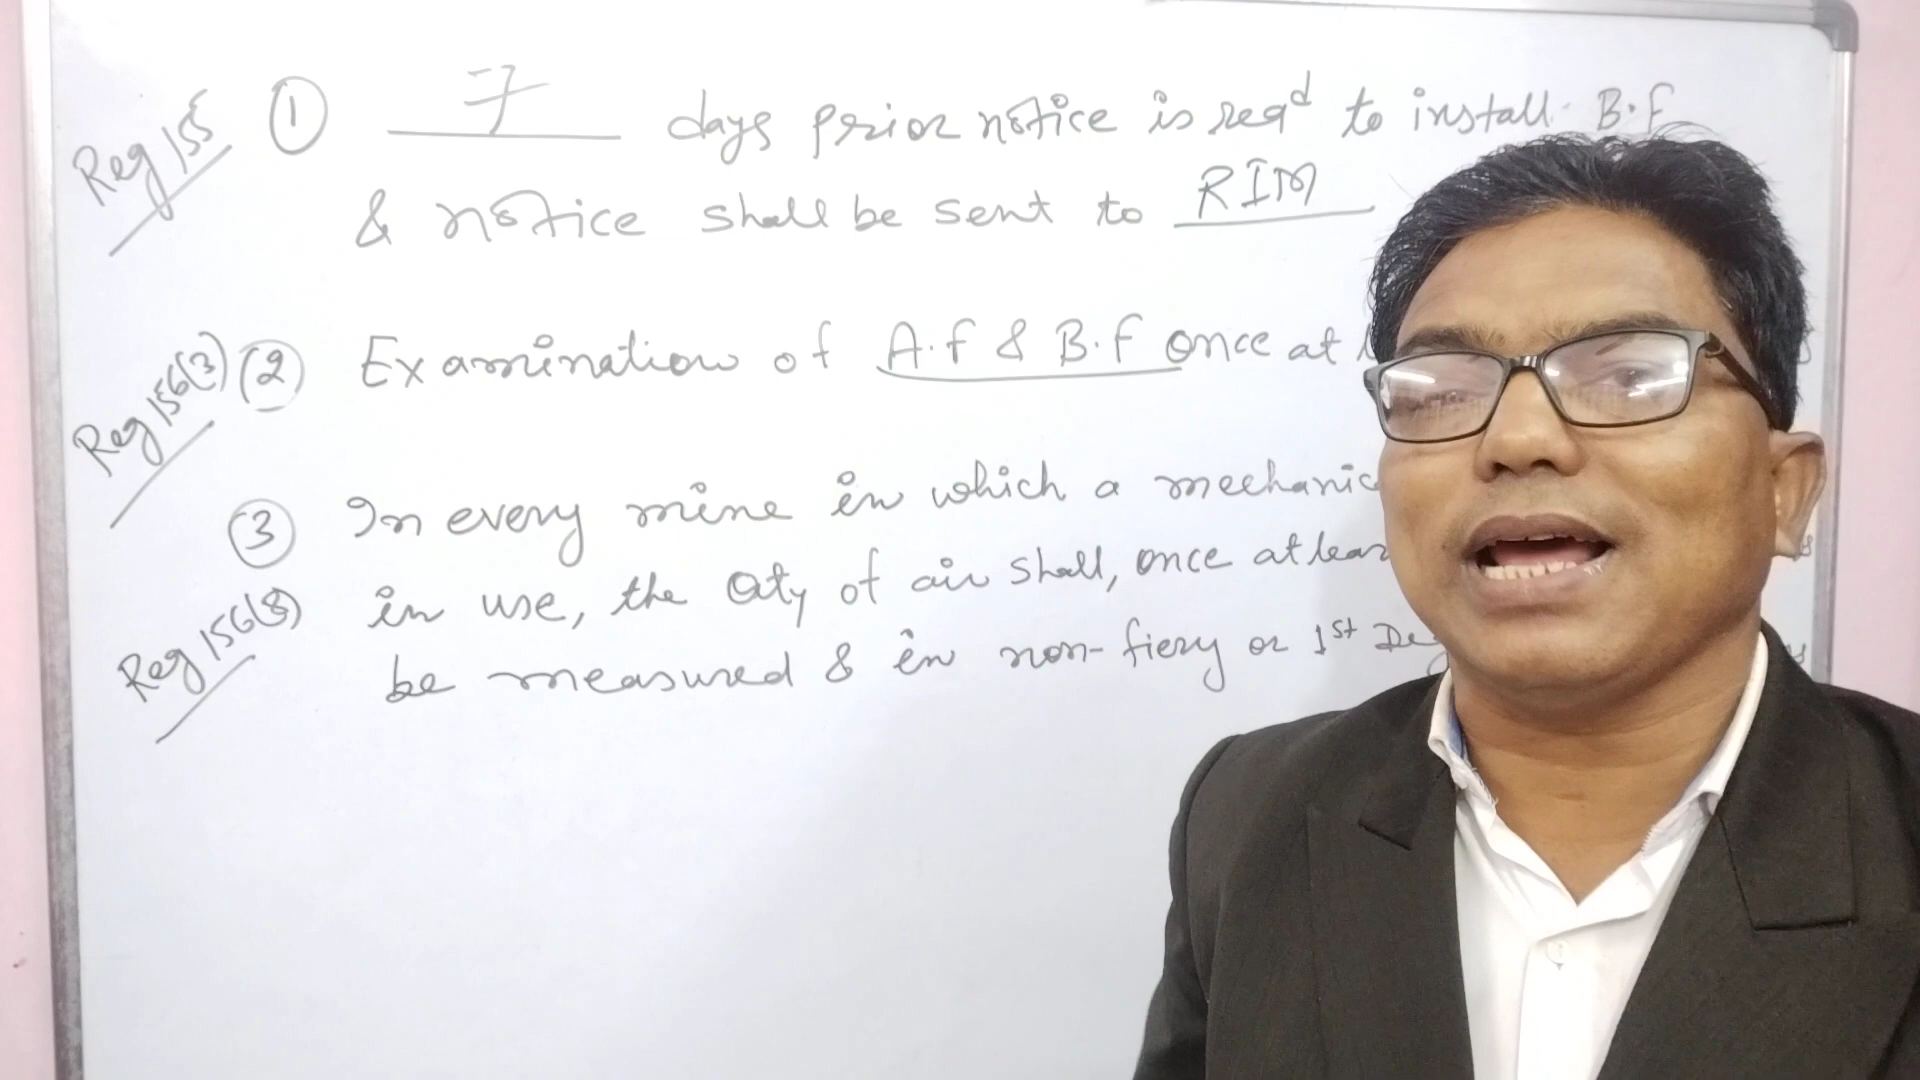 Reg 155 ① 7 days prior notice is reqd to install B.F
& notice shall be sent to RIM
Reg 156(3) ② Examination of A.F & B.F once at
③ In every mine in which a
Reg 156(8) in use, the Qty of air shall, once at
be measured & in non-fiery or 1st